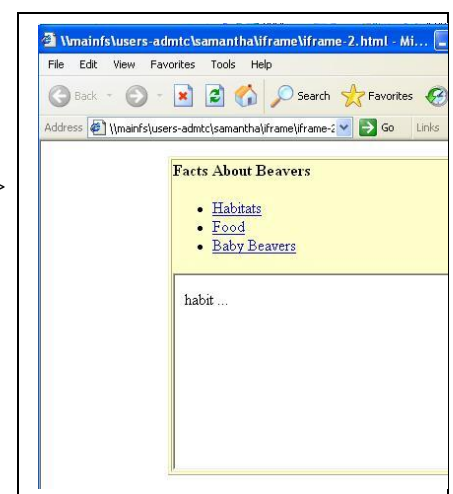 \\mainfs\users-admtc\samantha\iframe\iframe-2.html - Mi...
File Edit View Favorites Tools Help
Back Search Favorites
Address \\mainfs\users-admtc\samantha\iframe\iframe-2 Go Links
>
Facts About Beavers
• Habitats
• Food
• Baby Beavers
habit ...